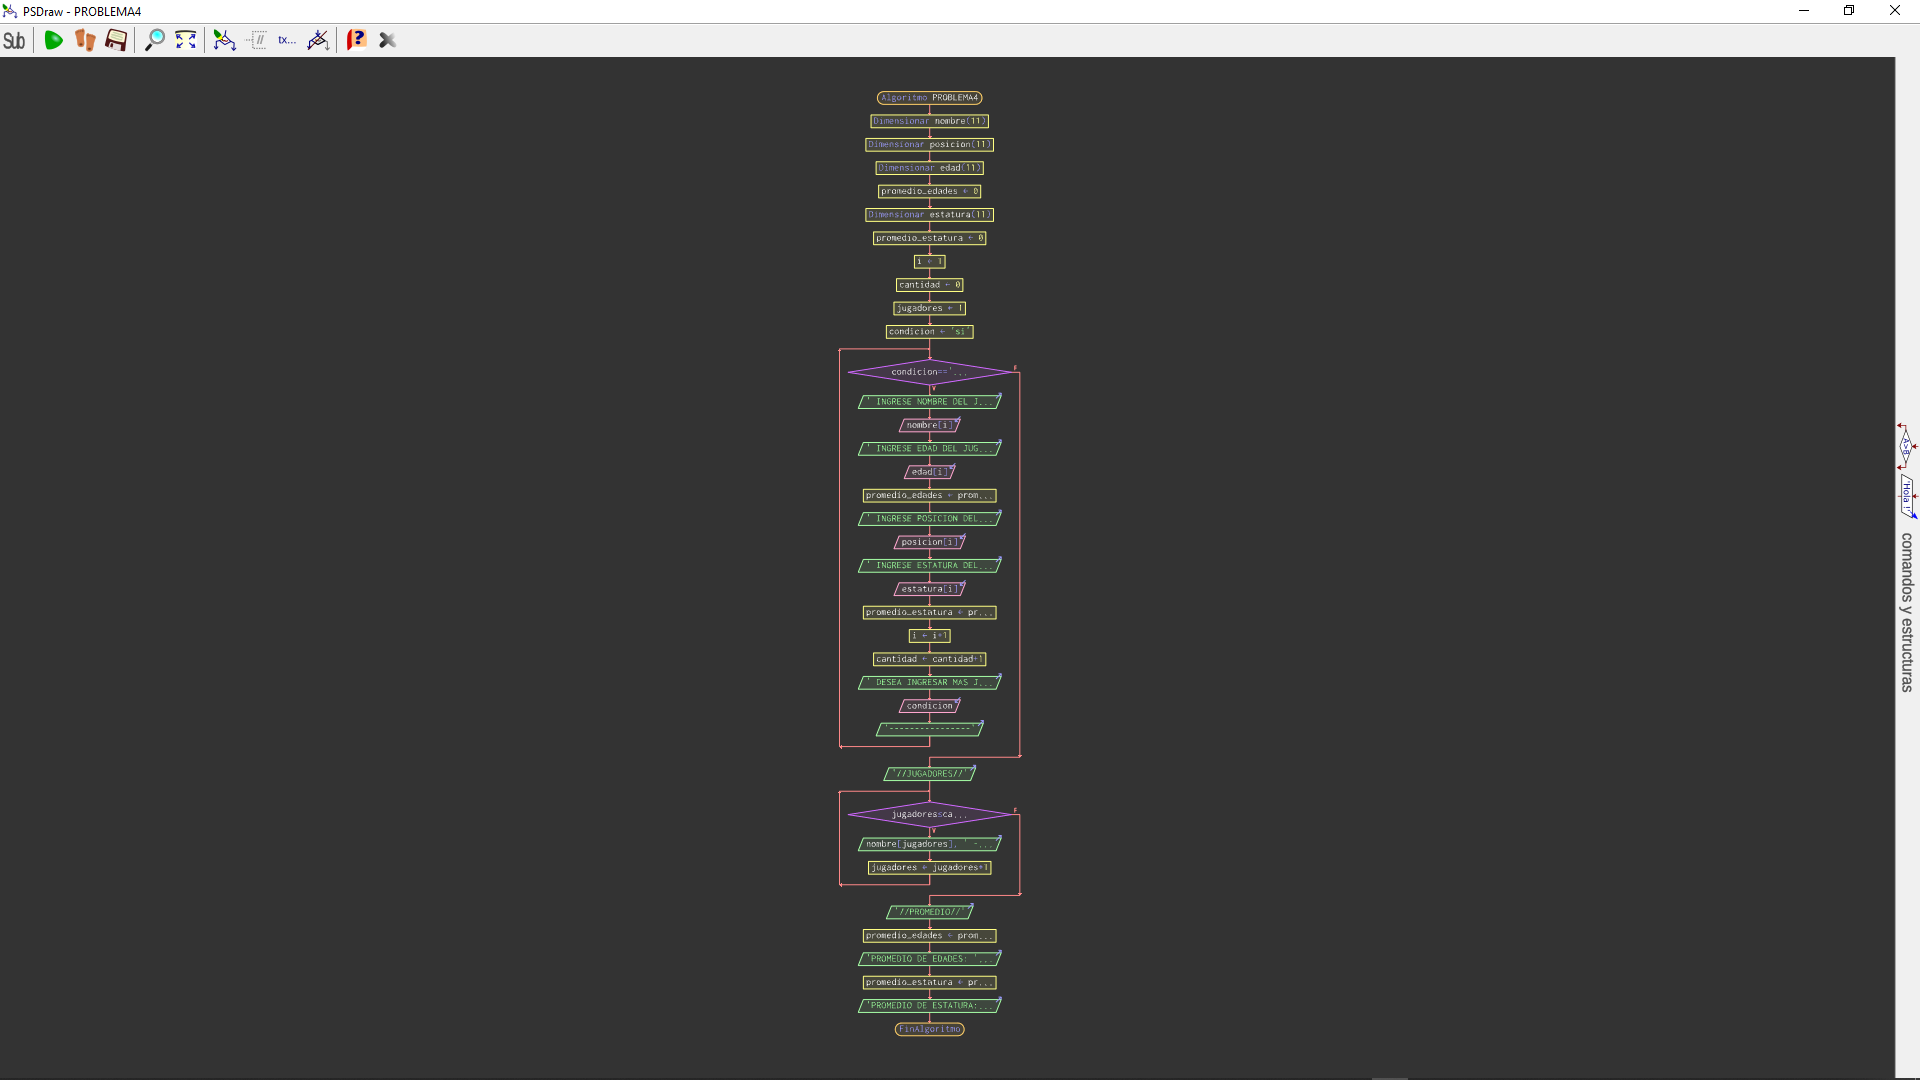 PSDraw - PROBLEMA4
Sub
//
tx...
?
Algoritmo PROBLEMA4
Dimensionar nombre(11)
Dimensionar posicion(11)
Dimensionar edad(11)
promedio_edades ← 0
Dimensionar estatura(11)
promedio_estatura ← 0
i ← 1
cantidad ← 0
jugadores ← 1
condicion ← 'si'
condicion=='...
F
V
' INGRESE NOMBRE DEL J...
nombre[i]
' INGRESE EDAD DEL JUG...
edad[i]
promedio_edades ← prom...
' INGRESE POSICION DEL...
posicion[i]
' INGRESE ESTATURA DEL...
estatura[i]
promedio_estatura ← pr...
i ← i+1
cantidad ← cantidad+1
' DESEA INGRESAR MAS J...
condicion
'----------------'
'//JUGADORES//'
jugadores≤ca...
F
V
nombre[jugadores], ' -...
jugadores ← jugadores+1
'//PROMEDIO//'
promedio_edades ← prom...
'PROMEDIO DE EDADES: '...
promedio_estatura ← pr...
'PROMEDIO DE ESTATURA:...
FinAlgoritmo
A>B
'Hola !'
comandos y estructuras